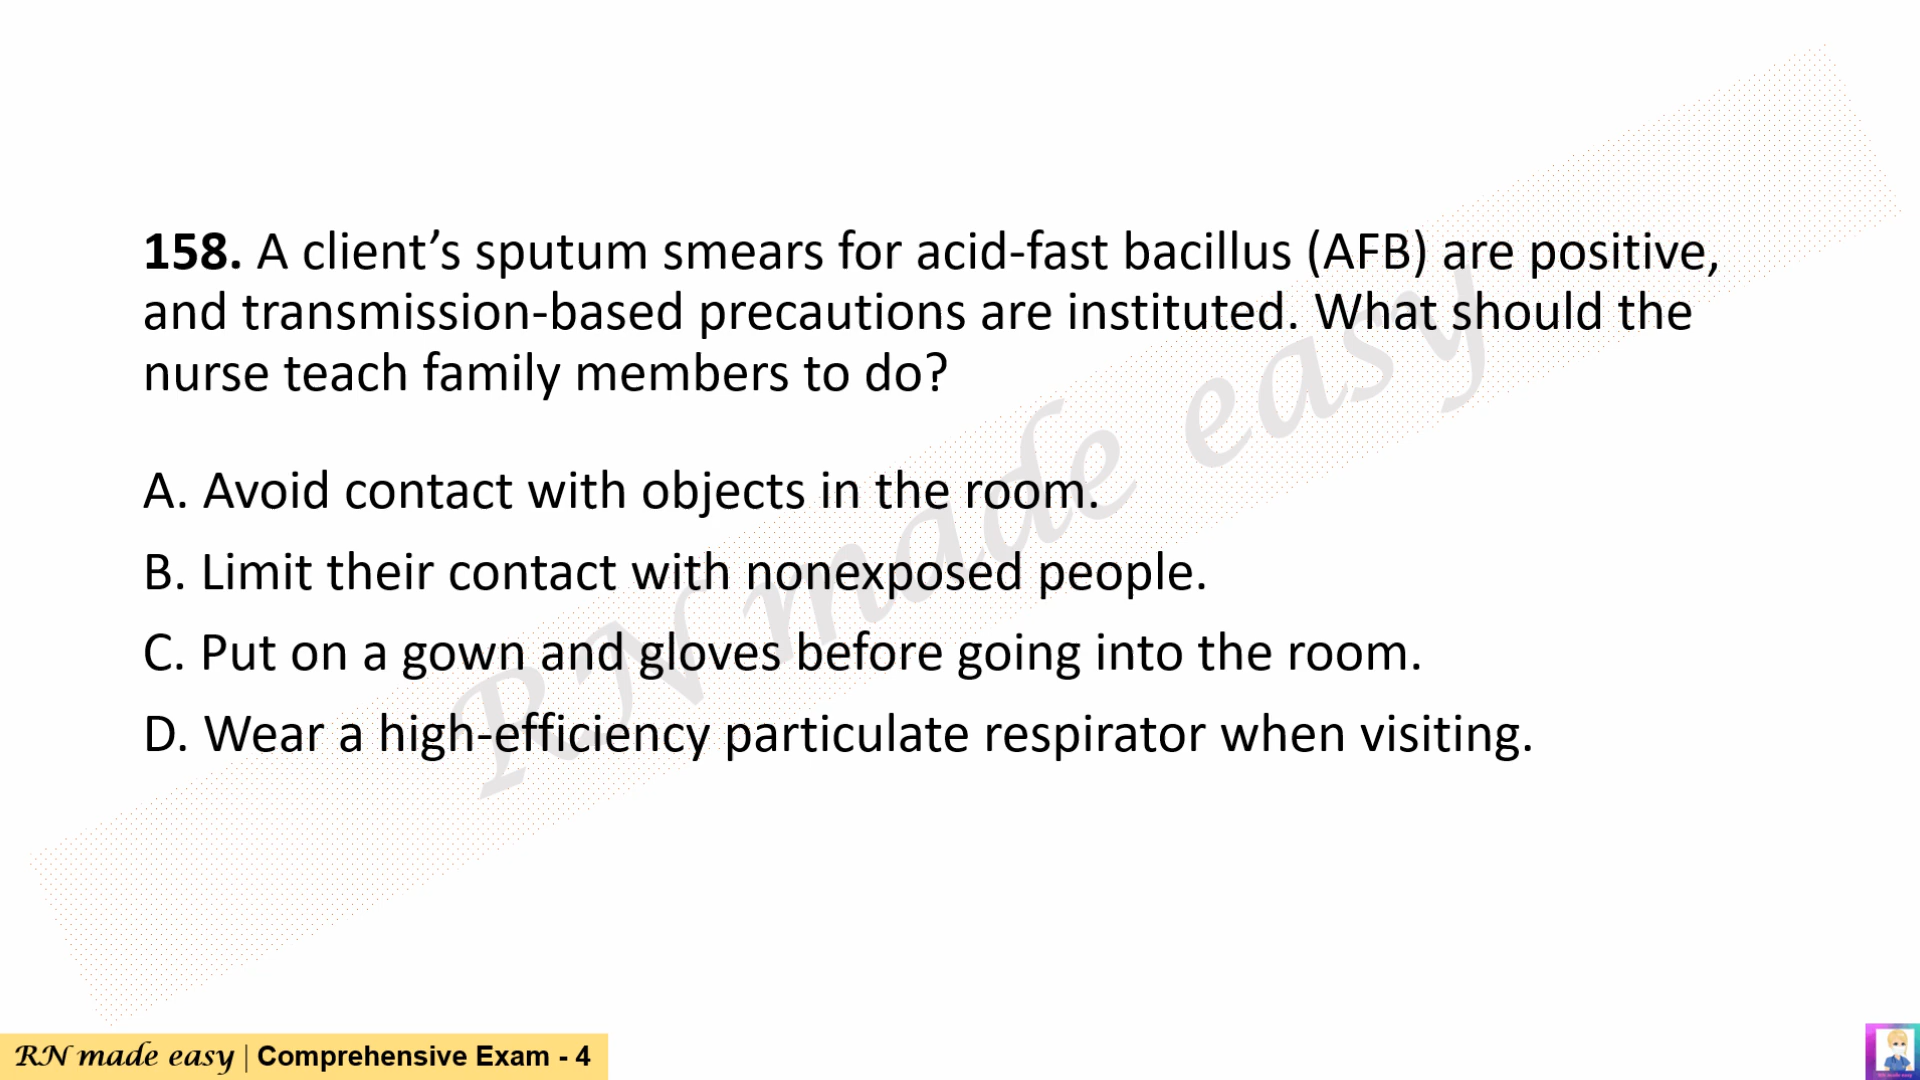 158. A client’s sputum smears for acid-fast bacillus (AFB) are positive,
and transmission-based precautions are instituted. What should the
nurse teach family members to do?
A. Avoid contact with objects in the room.
B. Limit their contact with nonexposed people.
C. Put on a gown and gloves before going into the room.
D. Wear a high-efficiency particulate respirator when visiting.
RN made easy
RN made easy | Comprehensive Exam - 4